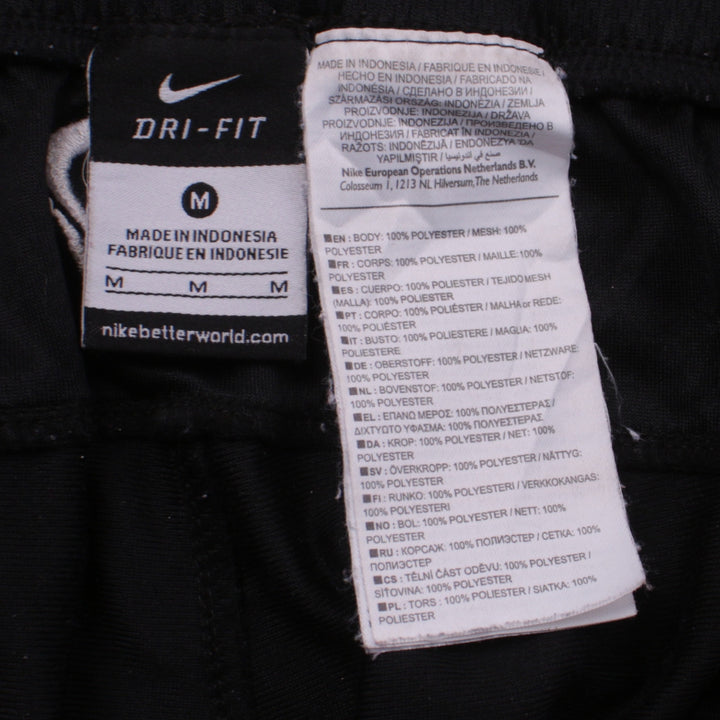 DRI-FIT
M
MADE IN INDONESIA
FABRIQUE EN INDONESIE
M M M
nikebetterworld.com
MADE IN INDONESIA / FABRIQUE EN INDONESIE /
HECHO EN INDONESIA / FABRICADO NA
INDONÉSIA / СДЕЛАНО В ИНДОНЕЗИИ /
SZÁRMAZÁSI ORSZÁG: INDONÉZIA / ZEMLJA
PROIZVODNJE: INDONEZIJA / DRŽAVA
PROIZVODNJE: INDONEZIJA / ПРОИЗВЕДЕНО В
ИНДОНЕЗИЯ / FABRICAT ÎN INDONEZIA /
RAŽOTS: INDONĒZIJĀ / ENDONEZYA'DA
YAPILMIŞTIR / صنع في أندونيسيا
Nike European Operations Netherlands B.V.
Colosseum 1, 1213 NL Hilversum, The Netherlands
EN : BODY: 100% POLYESTER / MESH: 100%
POLYESTER
FR : CORPS: 100% POLYESTER / MAILLE: 100%
POLYESTER
ES : CUERPO: 100% POLIESTER / TEJIDO MESH
(MALLA): 100% POLIESTER
PT : CORPO: 100% POLIÉSTER / MALHA or REDE:
100% POLIÉSTER
IT : BUSTO: 100% POLIESTERE / MAGLIA: 100%
POLIESTERE
DE : OBERSTOFF: 100% POLYESTER / NETZWARE:
100% POLYESTER
NL : BOVENSTOF: 100% POLYESTER / NETSTOF:
100% POLYESTER
EL : ΕΠΑΝΩ ΜΕΡΟΣ: 100% ΠΟΛΥΕΣΤΕΡΑΣ /
ΔΙΧΤΥΩΤΟ ΥΦΑΣΜΑ: 100% ΠΟΛΥΕΣΤΕΡΑΣ
DA : KROP: 100% POLYESTER / NET: 100%
POLYESTER
SV : ÖVERKROPP: 100% POLYESTER / NÄTTYG:
100% POLYESTER
FI : RUNKO: 100% POLYESTERI / VERKKOKANGAS:
100% POLYESTERI
NO : BOL: 100% POLYESTER / NETT: 100%
POLYESTER
RU : КОРСАЖ: 100% ПОЛИЭСТЕР / СЕТКА: 100%
ПОЛИЭСТЕР
CS : TĚLNÍ ČÁST ODĚVU: 100% POLYESTER /
SÍŤOVINA: 100% POLYESTER
PL : TORS : 100% POLIESTER / SIATKA: 100%
POLIESTER